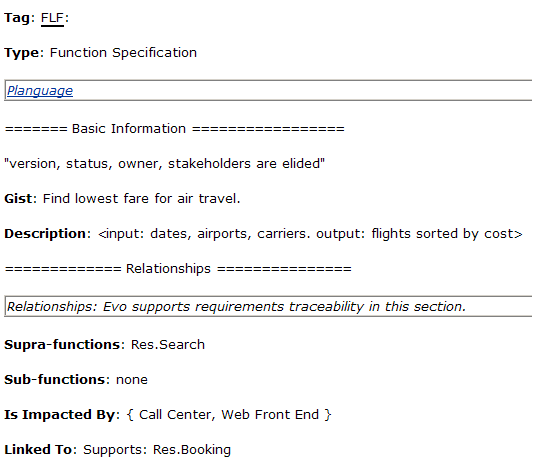 Tag: FLF:
Type: Function Specification
Planguage
======= Basic Information =================
"version, status, owner, stakeholders are elided"
Gist: Find lowest fare for air travel.
Description: <input: dates, airports, carriers. output: flights sorted by cost>
============= Relationships ===============
Relationships: Evo supports requirements traceability in this section.
Supra-functions: Res.Search
Sub-functions: none
Is Impacted By: { Call Center, Web Front End }
Linked To: Supports: Res.Booking